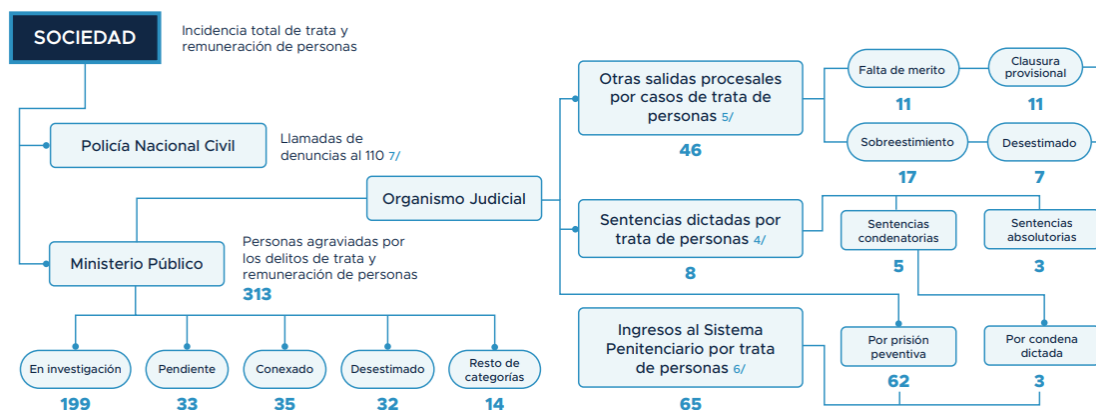 SOCIEDAD
Incidencia total de trata y
remuneración de personas
Policía Nacional Civil
Llamadas de
denuncias al 110 7/
Ministerio Público
Personas agraviadas por
los delitos de trata y
remuneración de personas
313
En investigación
199
Pendiente
33
Conexado
35
Desestimado
32
Resto de
categorías
14
Organismo Judicial
Otras salidas procesales
por casos de trata de
personas 5/
46
Falta de merito
11
Clausura
provisional
11
Sobreestimiento
17
Desestimado
7
Sentencias dictadas por
trata de personas 4/
8
Sentencias
condenatorias
5
Sentencias
absolutorias
3
Ingresos al Sistema
Penitenciario por trata
de personas 6/
65
Por prisión
peventiva
62
Por condena
dictada
3